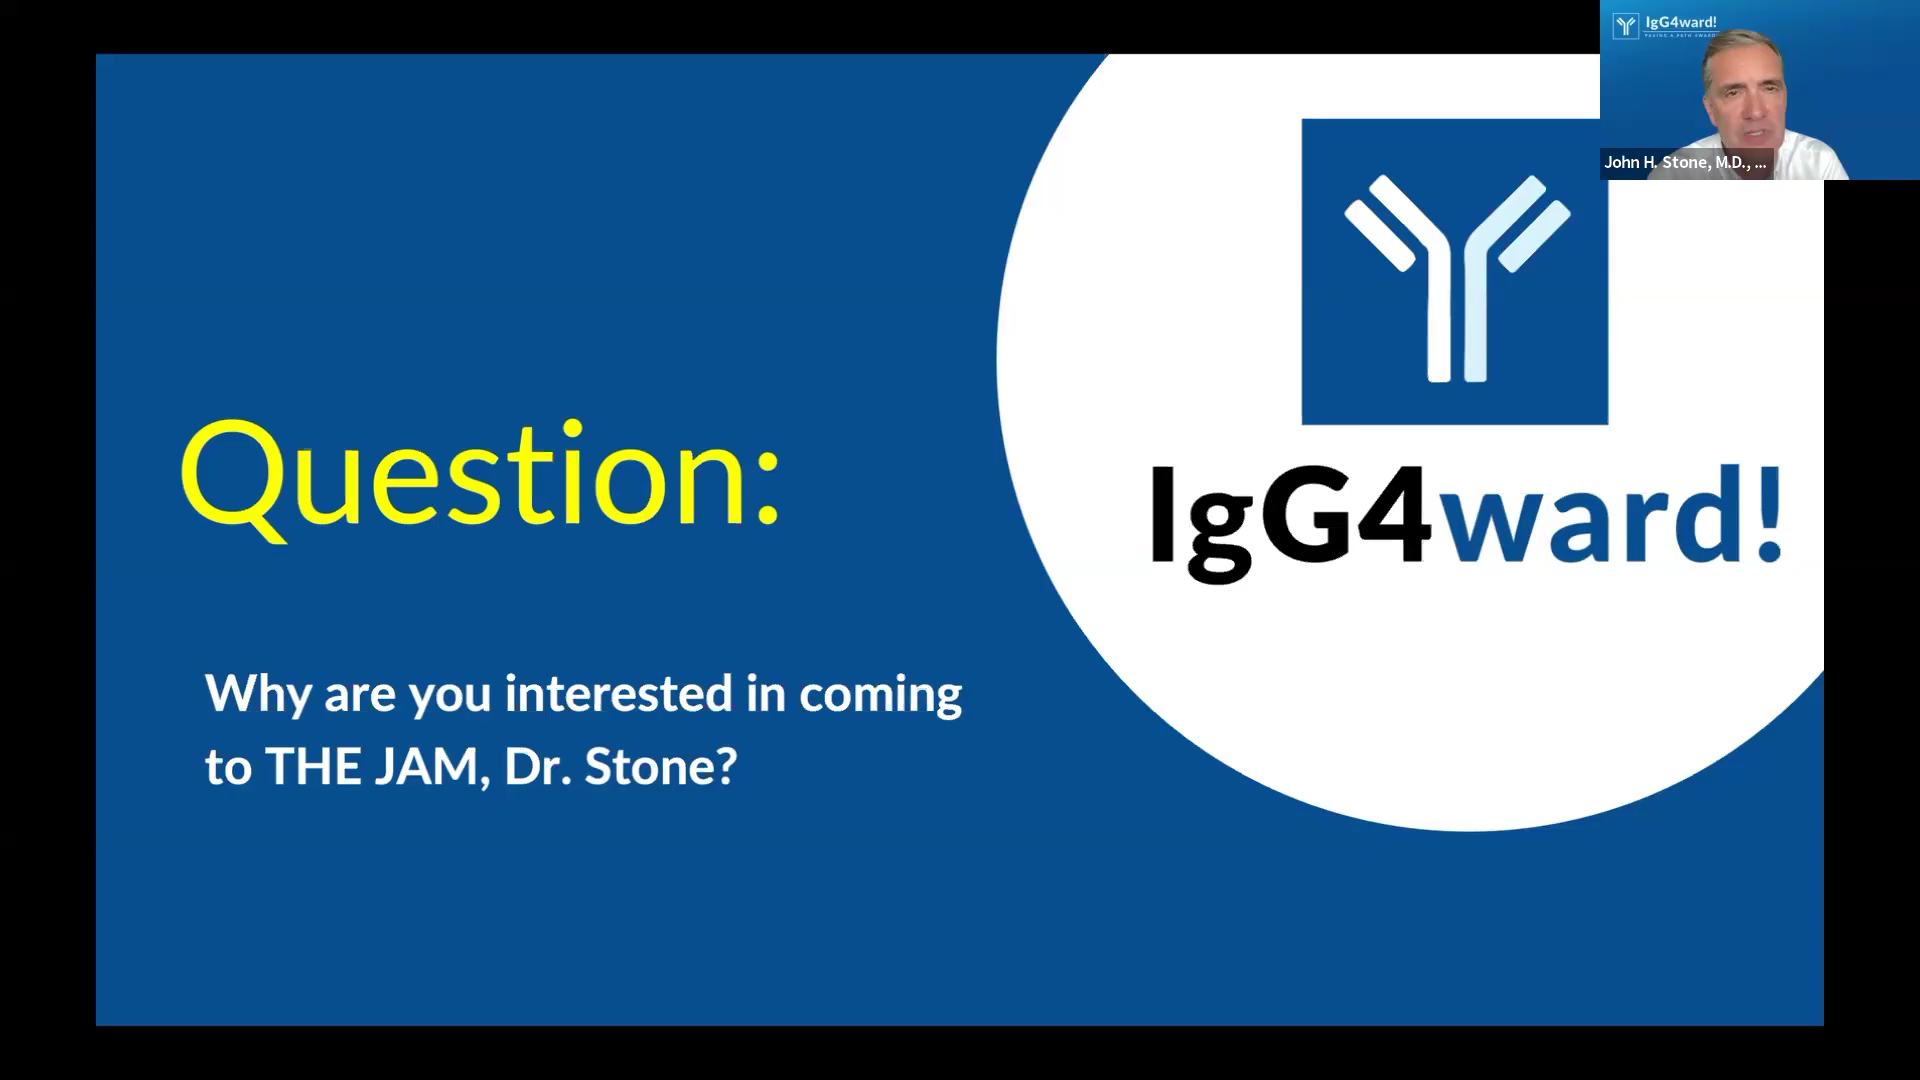 IgG4ward!
John H. Stone, M.D., ...
IgG4ward!
Question:
Why are you interested in coming
to THE JAM, Dr. Stone?